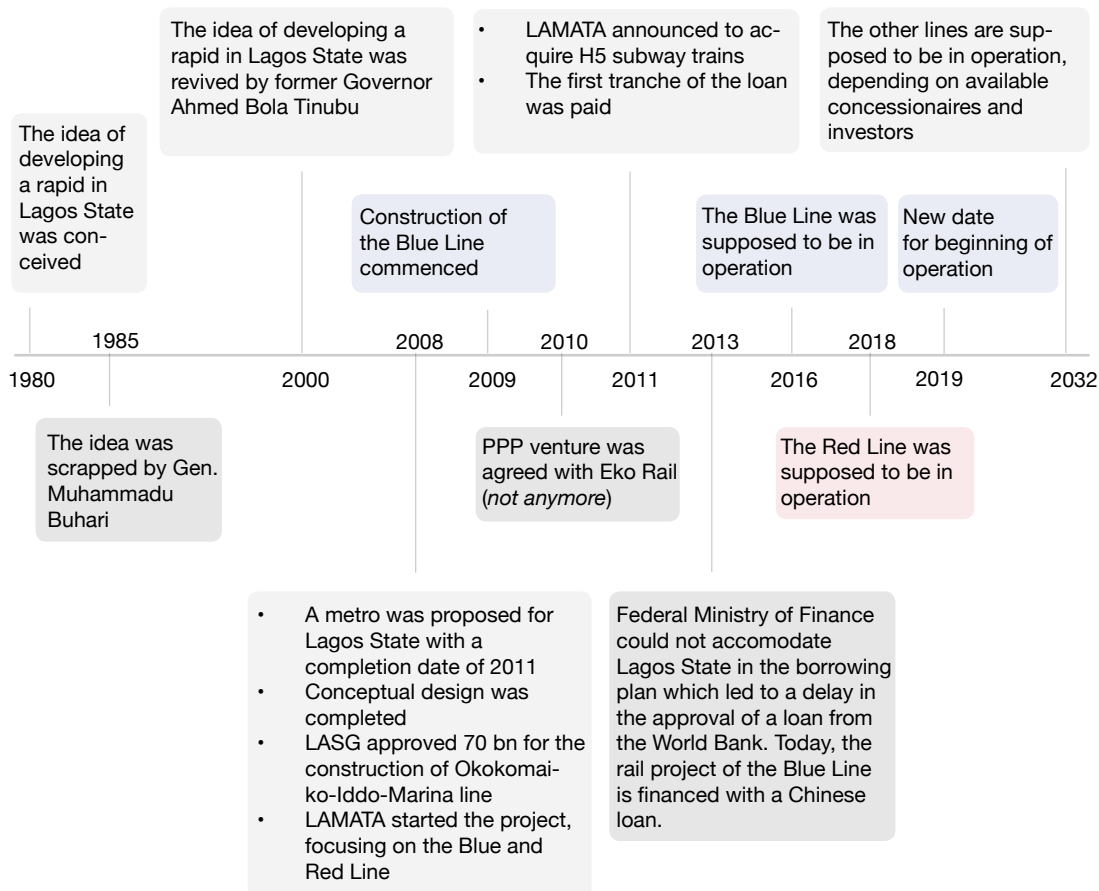 The idea of
developing
a rapid in
Lagos State
was con-
ceived
The idea of developing a
rapid in Lagos State was
revived by former Governor
Ahmed Bola Tinubu
• LAMATA announced to ac-
quire H5 subway trains
• The first tranche of the loan
was paid
The other lines are sup-
posed to be in operation,
depending on available
concessionaires and
investors
Construction of
the Blue Line
commenced
The Blue Line was
supposed to be in
operation
New date
for beginning of
operation
1985
2008
2010
2013
2018
1980
2000
2009
2011
2016
2019
2032
The idea was
scrapped by Gen.
Muhammadu
Buhari
PPP venture was
agreed with Eko Rail
(not anymore)
The Red Line was
supposed to be in
operation
• A metro was proposed for
Lagos State with a
completion date of 2011
• Conceptual design was
completed
• LASG approved 70 bn for the
construction of Okokomai-
ko-Iddo-Marina line
• LAMATA started the project,
focusing on the Blue and
Red Line
Federal Ministry of Finance
could not accomodate
Lagos State in the borrowing
plan which led to a delay in
the approval of a loan from
the World Bank. Today, the
rail project of the Blue Line
is financed with a Chinese
loan.